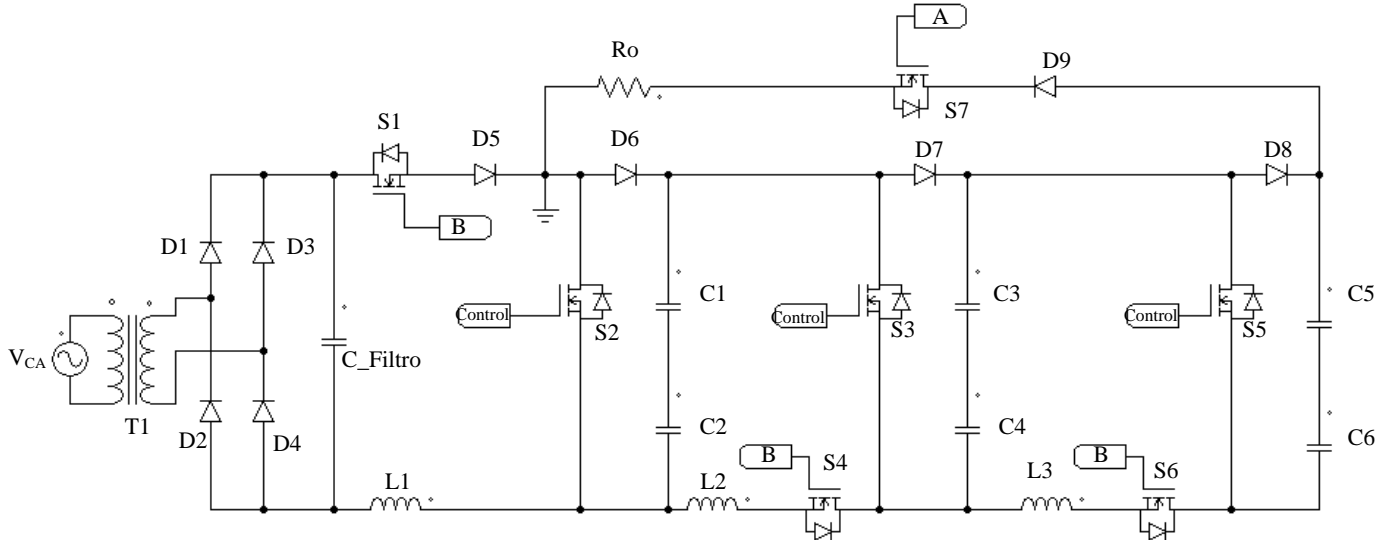 A
Ro
D9
S7
S1
D5
D6
D7
D8
B
D1
D3
Control
S2
C1
Control
S3
C3
Control
S5
C5
V_CA
C_Filtro
T1
D2
D4
C2
C4
C6
B
S4
B
S6
L1
L2
L3